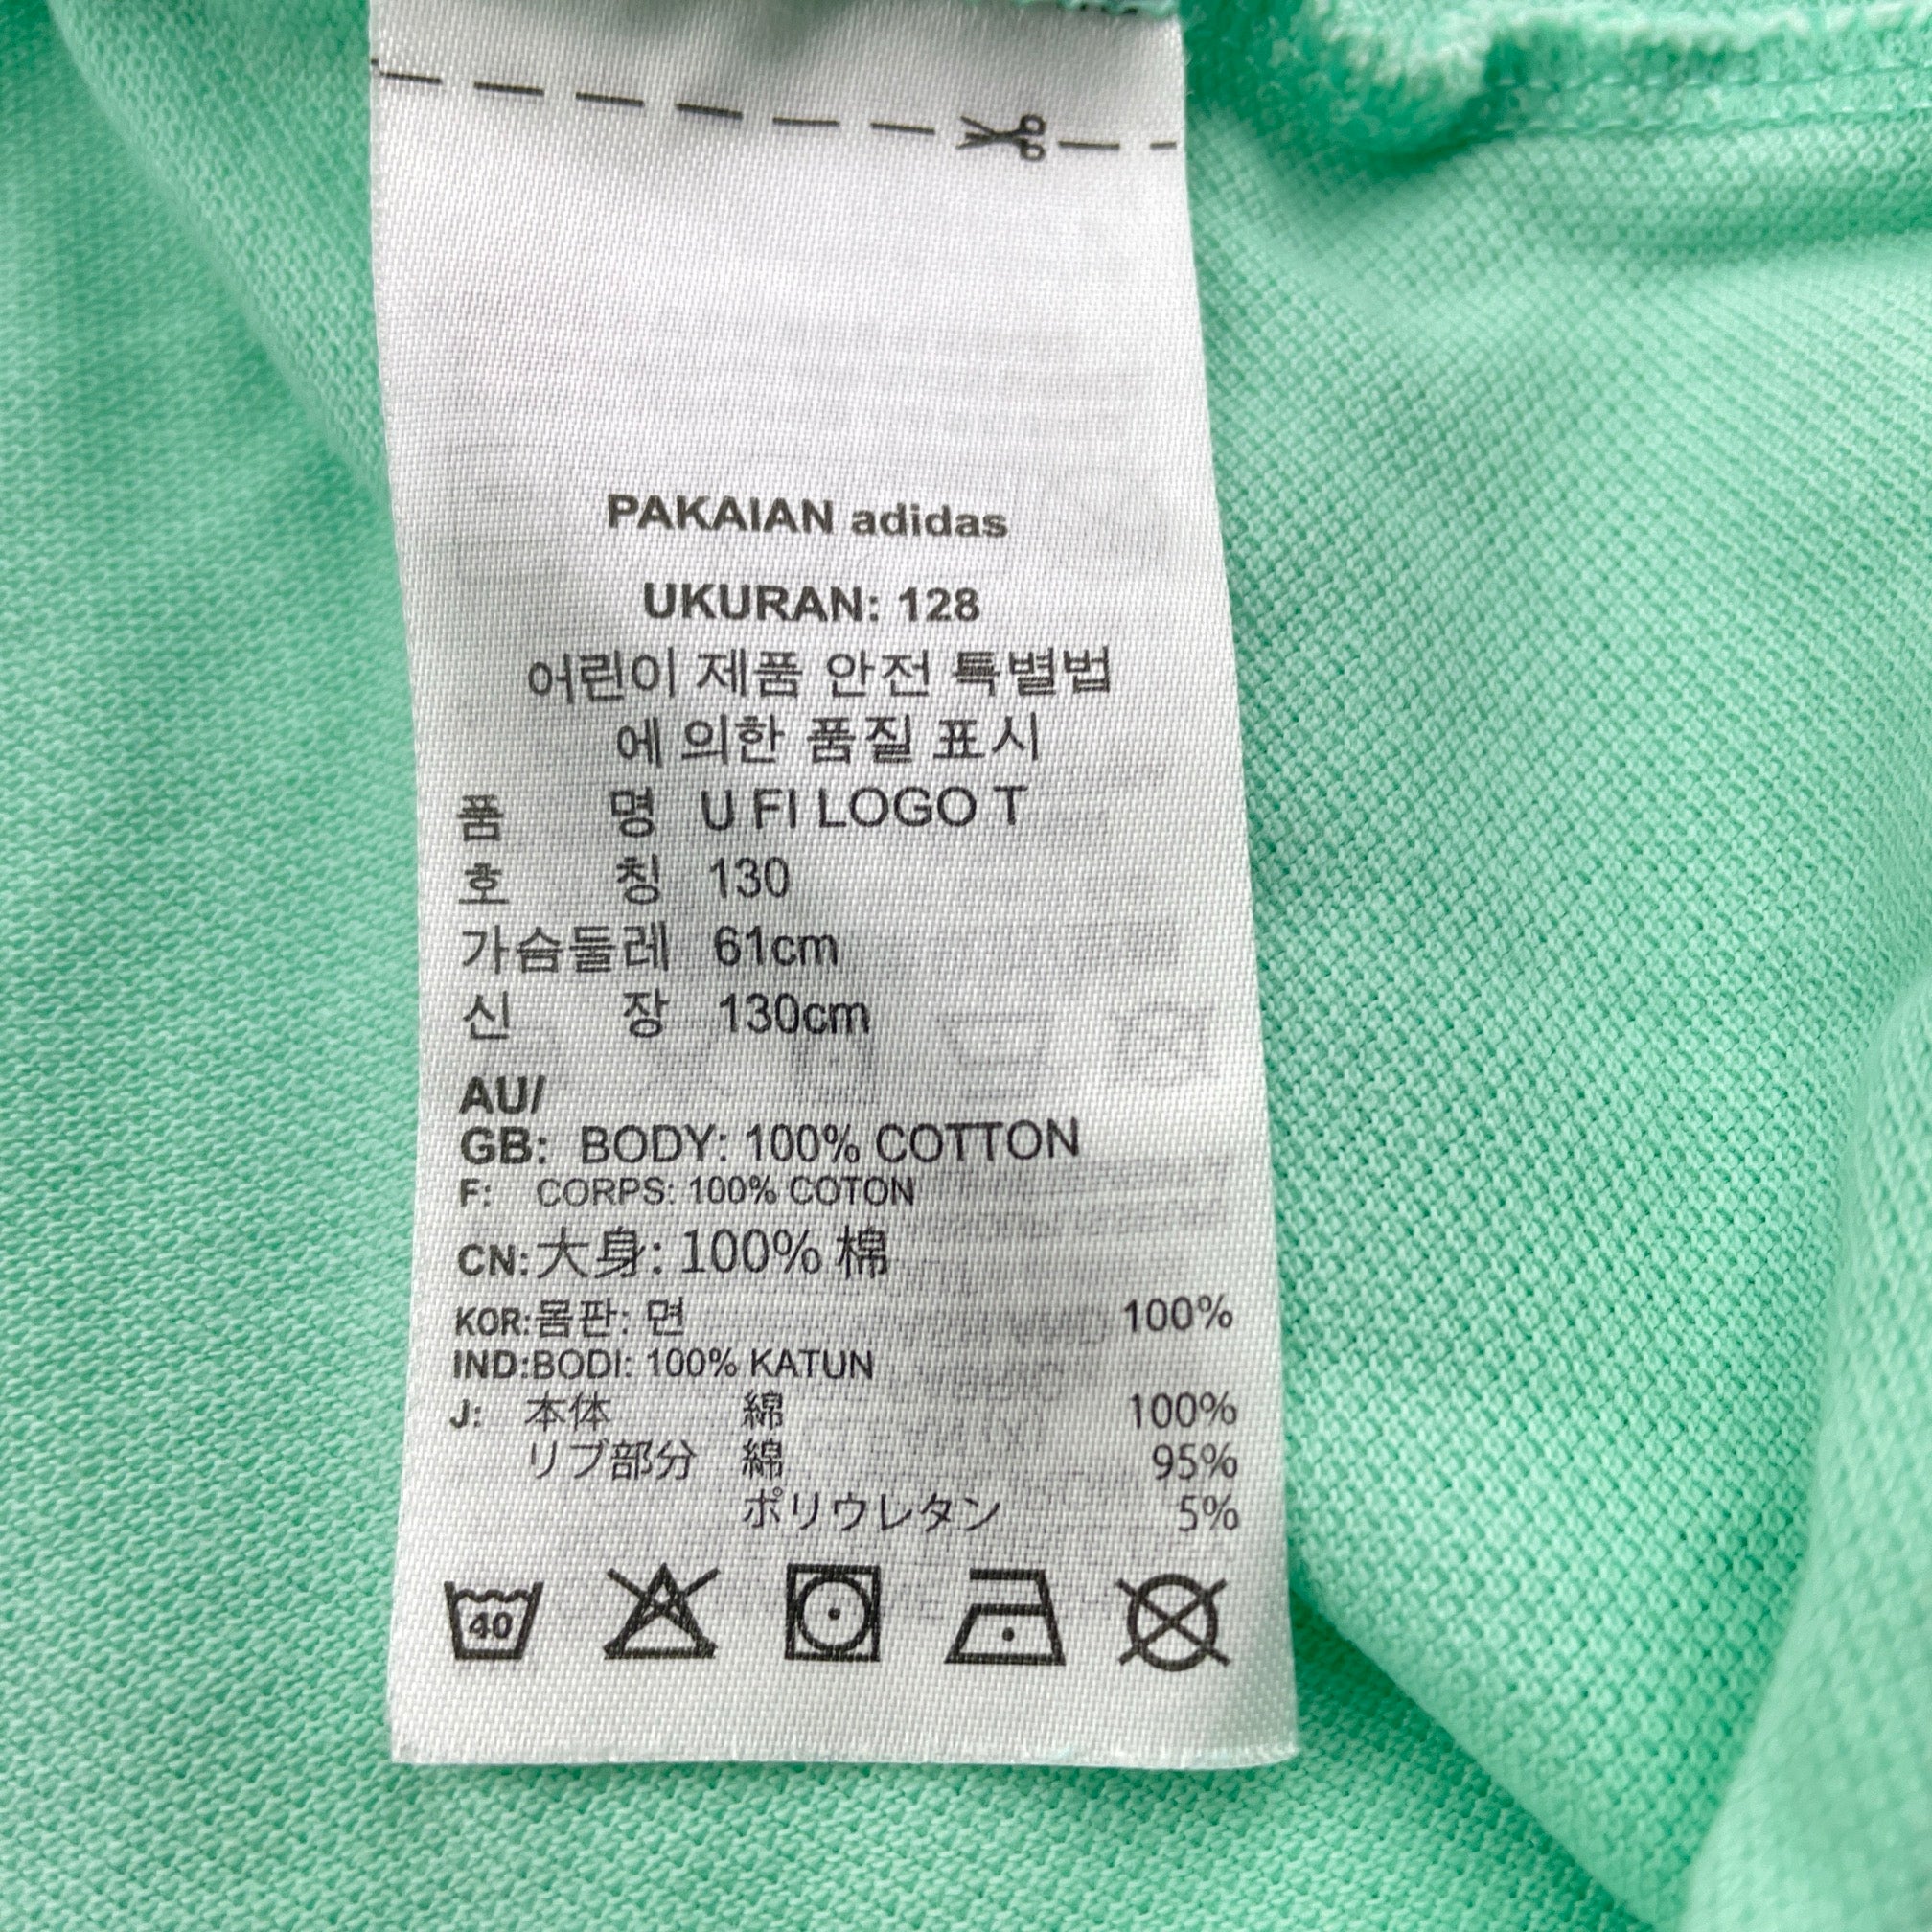 PAKAIAN adidas
UKURAN: 128
어린이 제품 안전 특별법
에 의한 품질 표시
품 명 U FI LOGO T
호 칭 130
가슴둘레 61cm
신 장 130cm
AU/
GB: BODY: 100% COTTON
F: CORPS: 100% COTON
CN: 大身: 100% 棉
KOR: 몸판: 면 100%
IND: BODI: 100% KATUN
J: 本体 綿 100%
リブ部分 綿 95%
ポリウレタン 5%
40